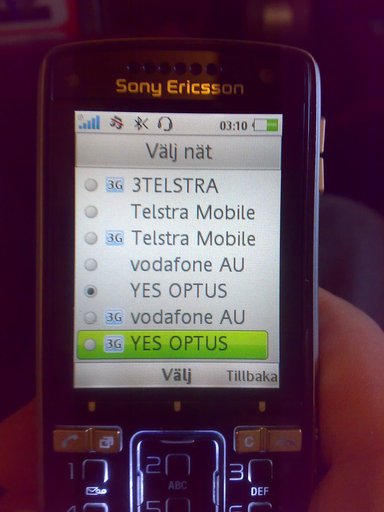 Sony Ericsson
03:10
Välj nät
3G 3TELSTRA
Telstra Mobile
3G Telstra Mobile
vodafone AU
YES OPTUS
3G vodafone AU
3G YES OPTUS
Välj Tillbaka
C
1 2 ABC 3 DEF
5